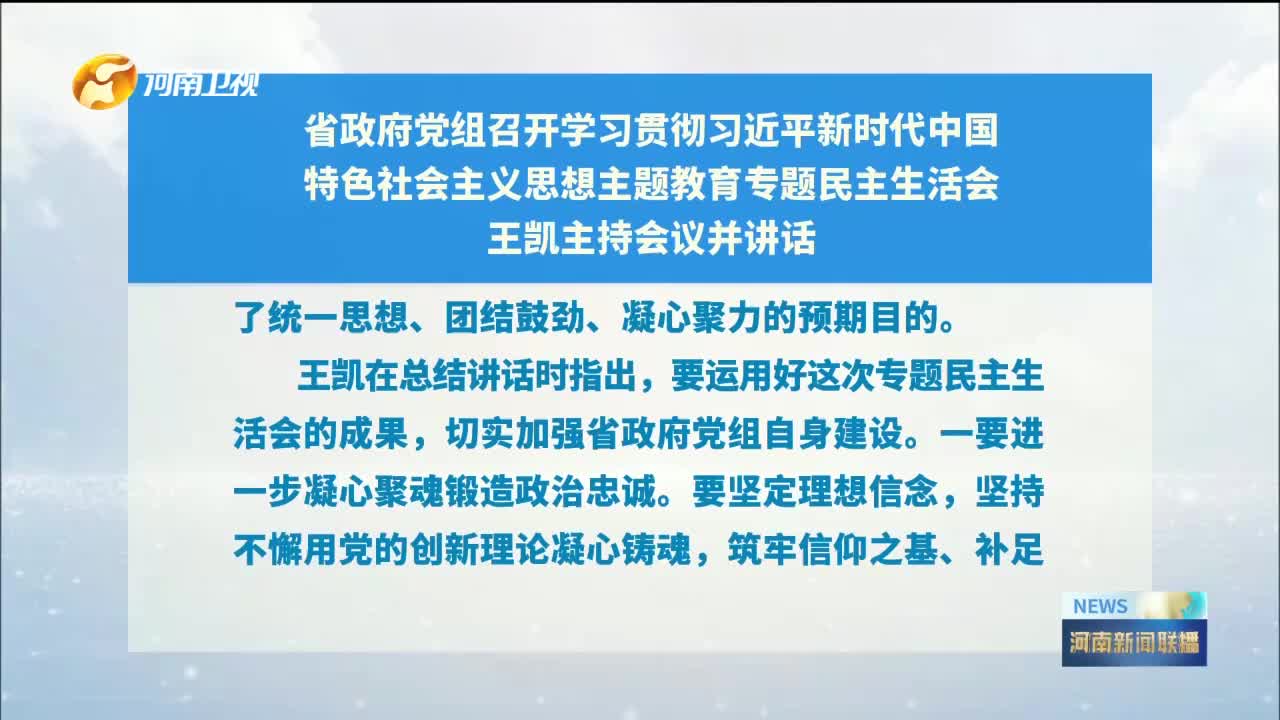 河南卫视
省政府党组召开学习贯彻习近平新时代中国
特色社会主义思想主题教育专题民主生活会
王凯主持会议并讲话
了统一思想、团结鼓劲、凝心聚力的预期目的。
王凯在总结讲话时指出，要运用好这次专题民主生
活会的成果，切实加强省政府党组自身建设。一要进
一步凝心聚魂锻造政治忠诚。要坚定理想信念，坚持
不懈用党的创新理论凝心铸魂，筑牢信仰之基、补足
NEWS
河南新闻联播